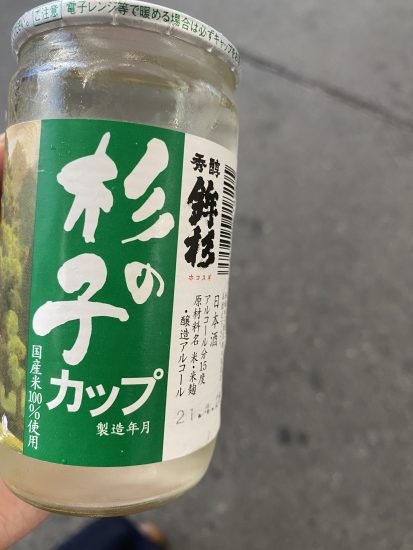 ご注意 電子レンジ等で暖める場合は必ずキャップを
杉の子
カップ
国産米100%使用
製造年月
秀醇
鉾杉
ホコスギ
日本酒
アルコール分15度
原材料名 米・米麹
・醸造アルコール